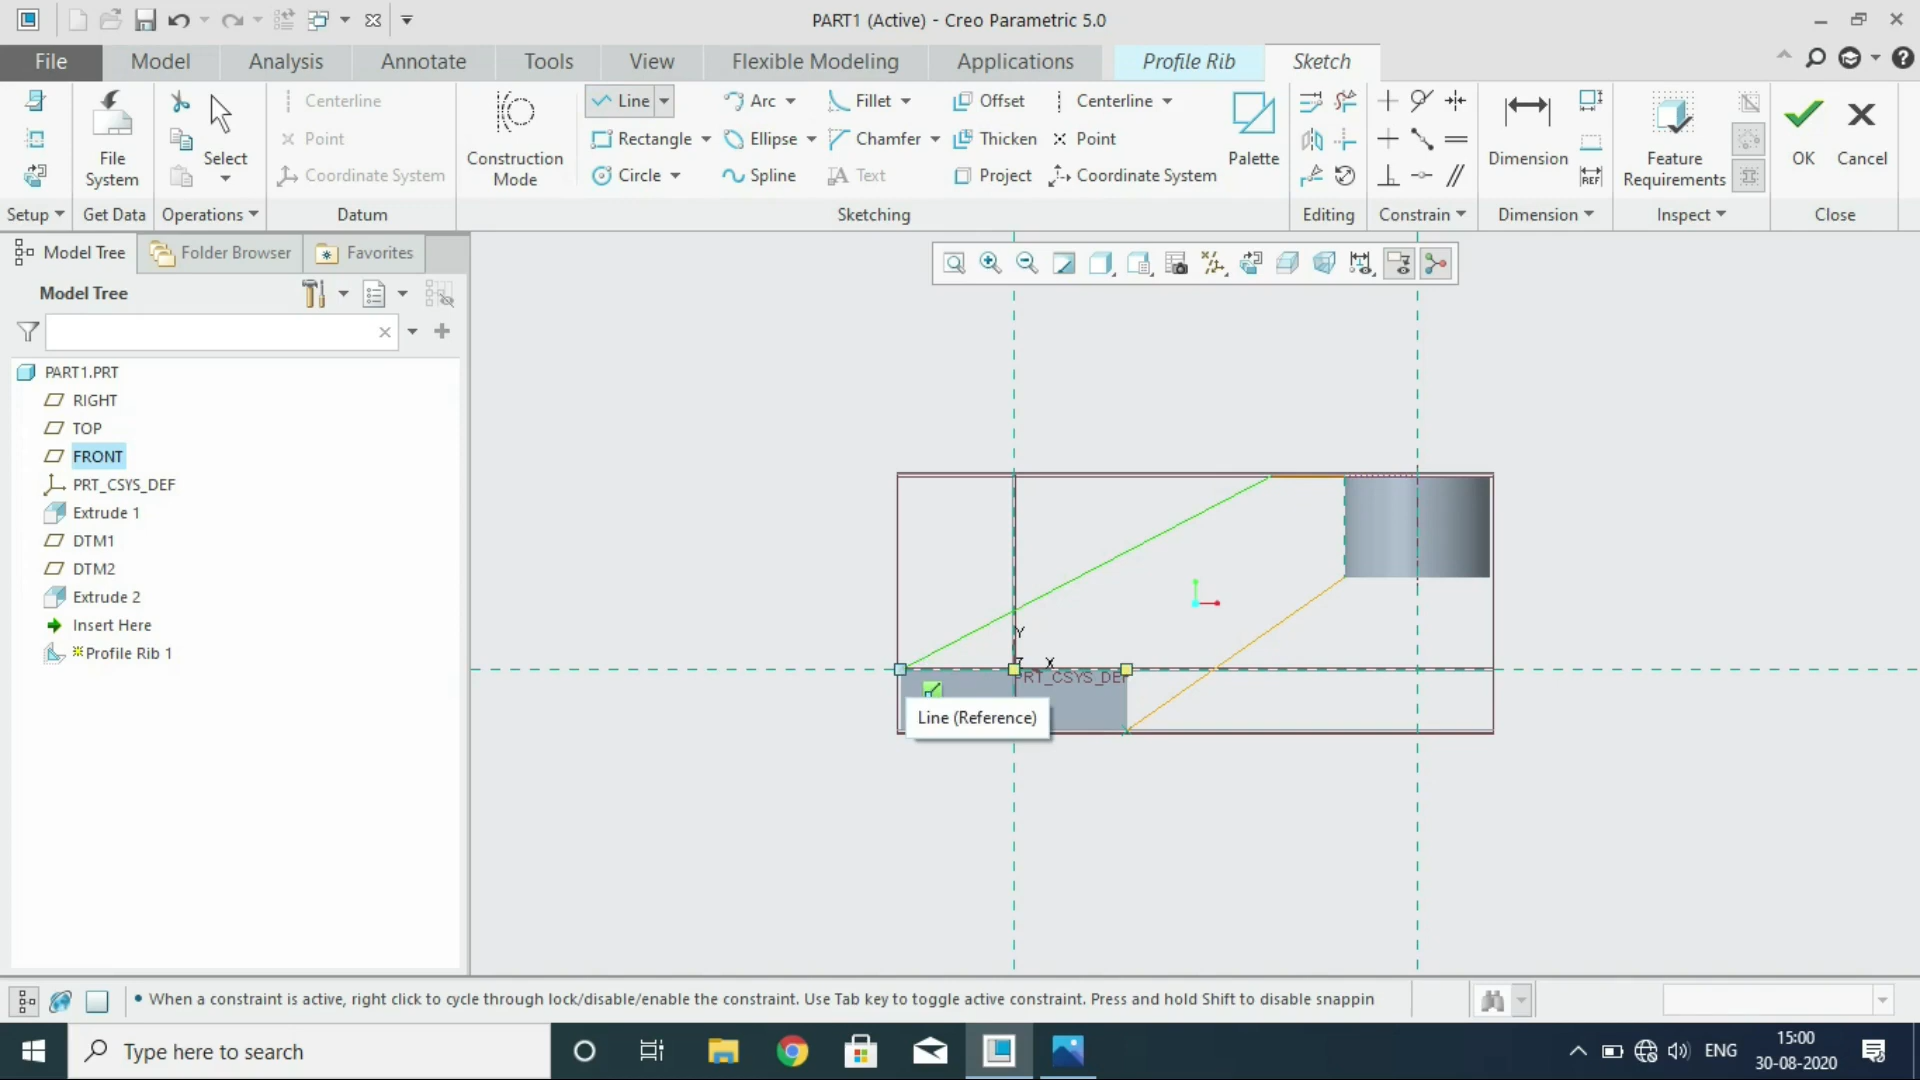 PART1 (Active) - Creo Parametric 5.0
File Model Analysis Annotate Tools View Flexible Modeling Applications Profile Rib Sketch
Centerline Line Arc Fillet Offset Centerline
Point Rectangle Ellipse Chamfer Thicken Point
Coordinate System Circle Spline Text Project Coordinate System
File System
Select
Construction Mode
Palette
Dimension
REF
Feature Requirements
OK
Cancel
Setup Get Data Operations Datum Sketching Editing Constrain Dimension Inspect Close
Model Tree Folder Browser Favorites
Model Tree
PART1.PRT
RIGHT
TOP
FRONT
PRT_CSYS_DEF
Extrude 1
DTM1
DTM2
Extrude 2
Insert Here
Profile Rib 1
Y
X
PRT_CSYS_DEF
Line (Reference)
• When a constraint is active, right click to cycle through lock/disable/enable the constraint. Use Tab key to toggle active constraint. Press and hold Shift to disable snappin
Type here to search
ENG
15:00
30-08-2020